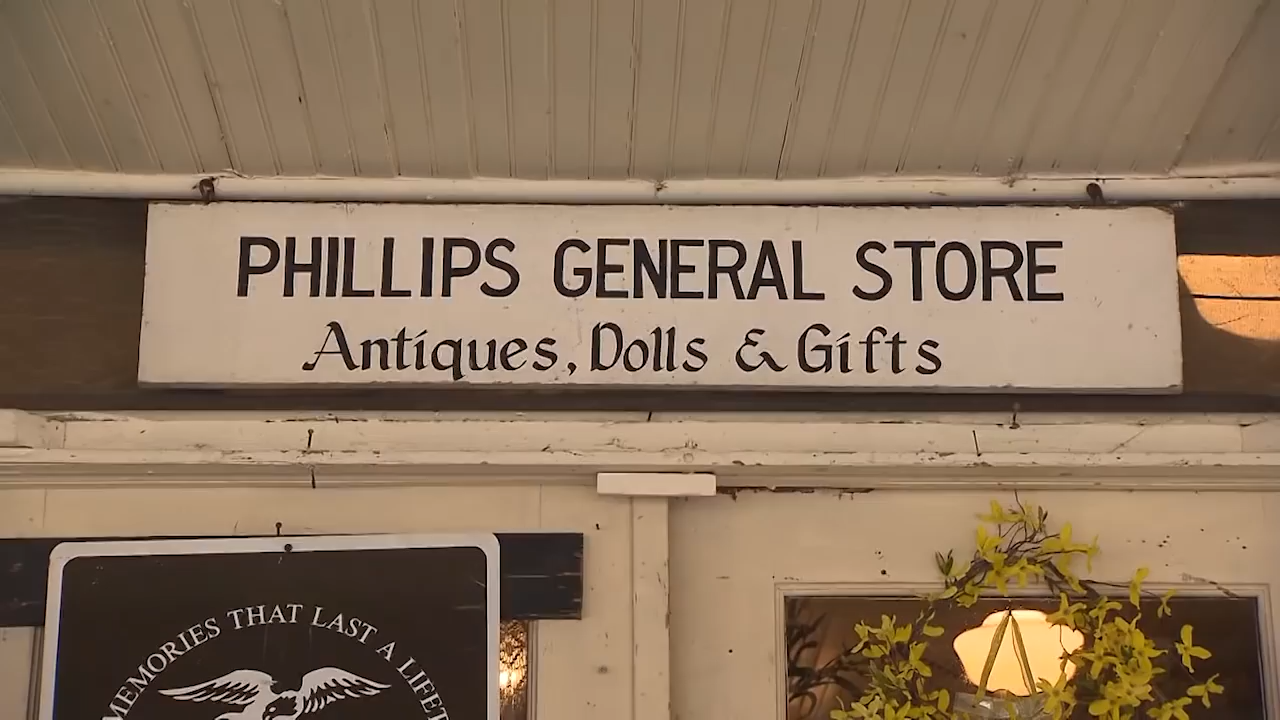 PHILLIPS GENERAL STORE
Antiques, Dolls & Gifts
MEMORIES THAT LAST A